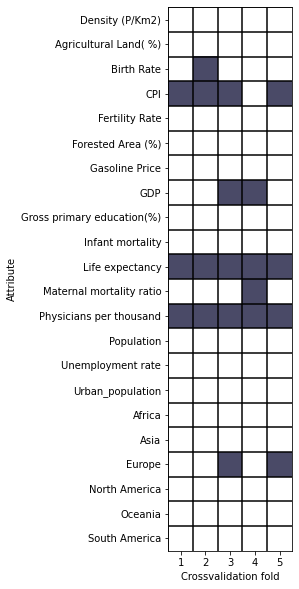 Density (P/Km2)
Agricultural Land( %)
Birth Rate
CPI
Fertility Rate
Forested Area (%)
Gasoline Price
GDP
Gross primary education(%)
Infant mortality
Life expectancy
Maternal mortality ratio
Physicians per thousand
Population
Unemployment rate
Urban_population
Africa
Asia
Europe
North America
Oceania
South America
Attribute
1 2 3 4 5
Crossvalidation fold